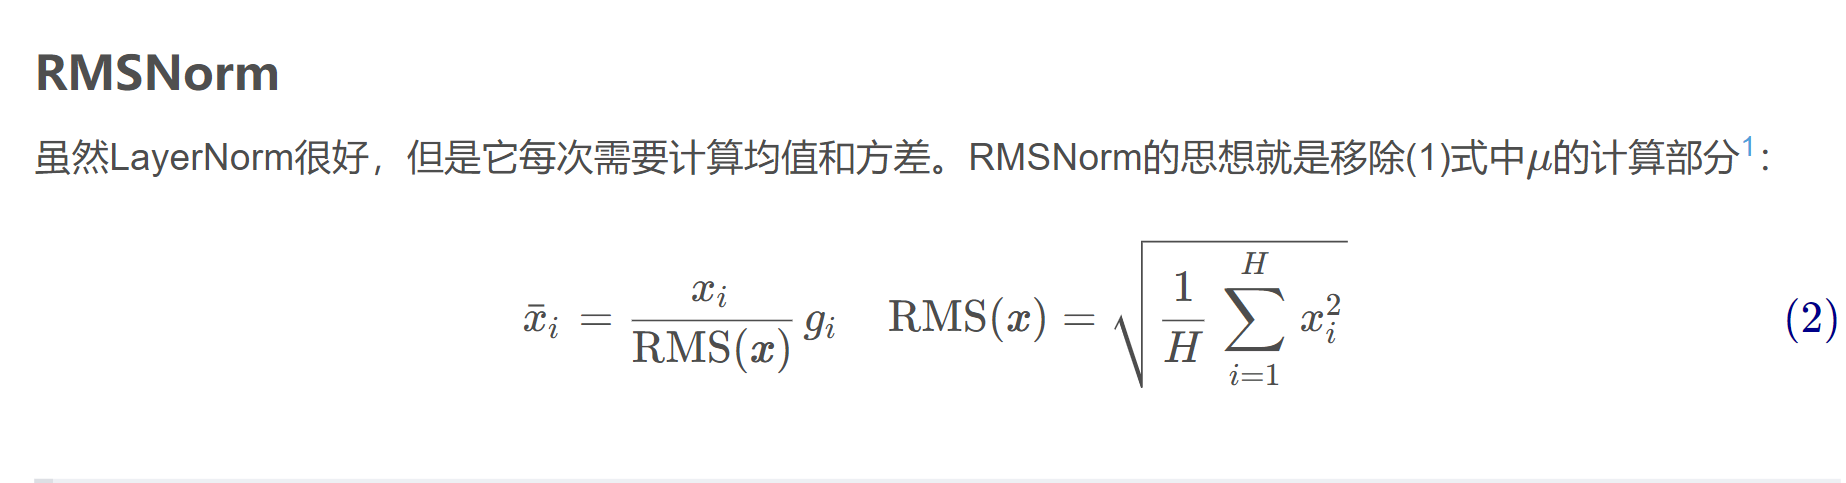 RMSNorm
虽然LayerNorm很好，但是它每次需要计算均值和方差。RMSNorm的思想就是移除(1)式中μ的计算部分¹：
$\bar{x}_i = \frac{x_i}{\text{RMS}(\boldsymbol{x})} g_i \quad \text{RMS}(\boldsymbol{x}) = \sqrt{\frac{1}{H} \sum_{i=1}^{H} x_i^2}$ (2)